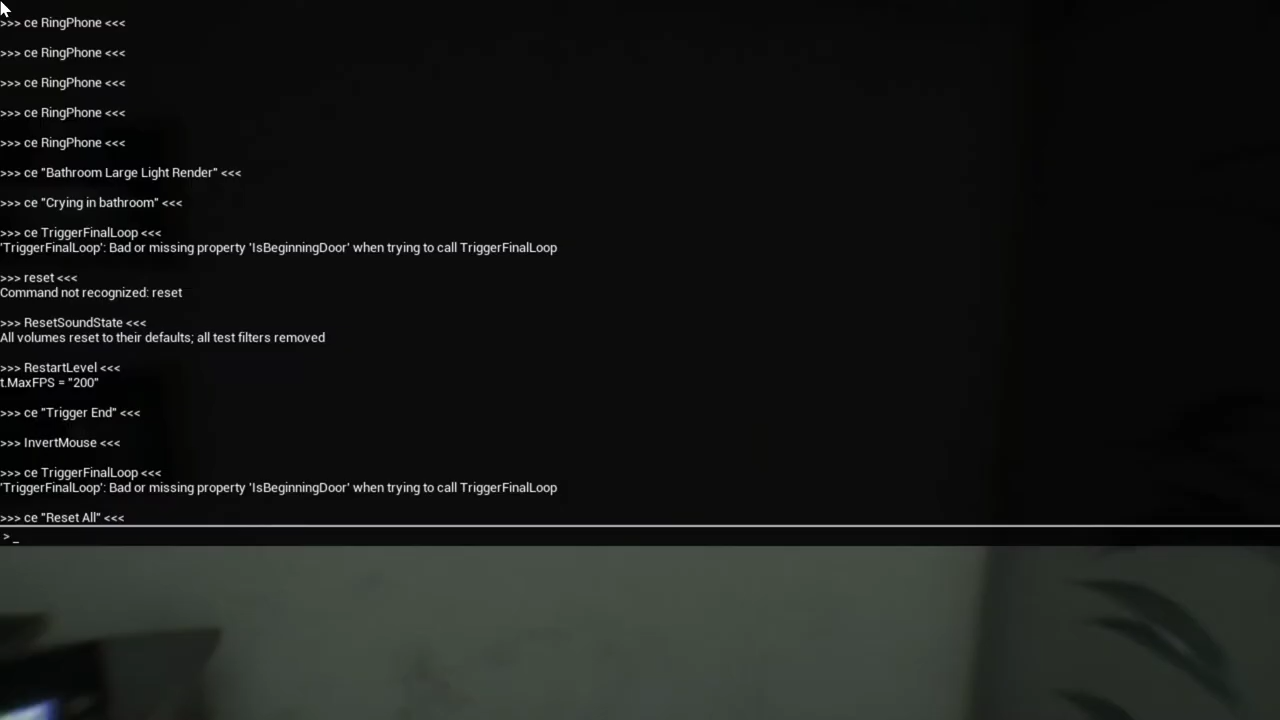 >>> ce RingPhone <<<
>>> ce RingPhone <<<
>>> ce RingPhone <<<
>>> ce RingPhone <<<
>>> ce RingPhone <<<
>>> ce "Bathroom Large Light Render" <<<
>>> ce "Crying in bathroom" <<<
>>> ce TriggerFinalLoop <<<
'TriggerFinalLoop': Bad or missing property 'IsBeginningDoor' when trying to call TriggerFinalLoop
>>> reset <<<
Command not recognized: reset
>>> ResetSoundState <<<
All volumes reset to their defaults; all test filters removed
>>> RestartLevel <<<
t.MaxFPS = "200"
>>> ce "Trigger End" <<<
>>> InvertMouse <<<
>>> ce TriggerFinalLoop <<<
'TriggerFinalLoop': Bad or missing property 'IsBeginningDoor' when trying to call TriggerFinalLoop
>>> ce "Reset All" <<<
> _